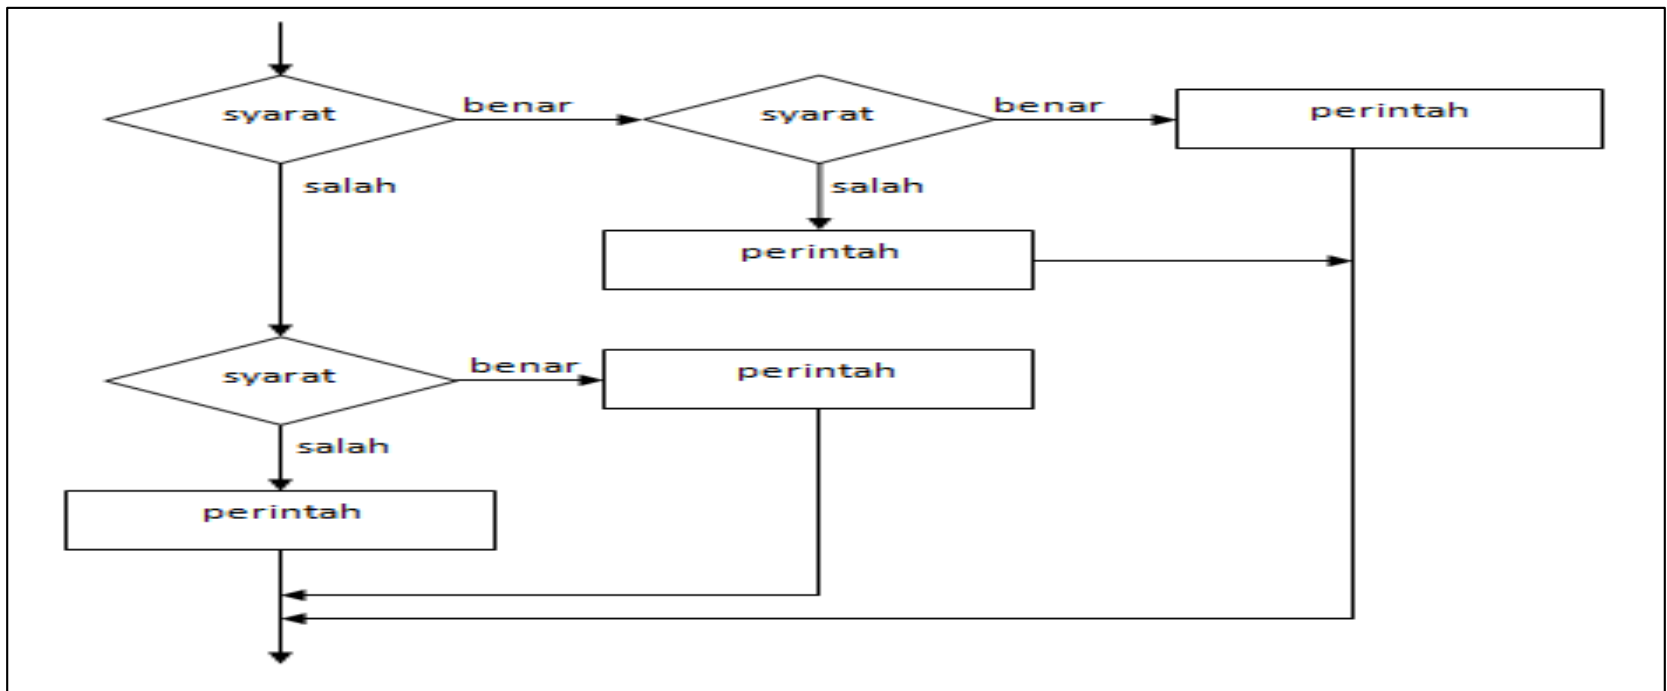 syarat
benar
syarat
benar
perintah
salah
salah
perintah
syarat
benar
perintah
salah
perintah